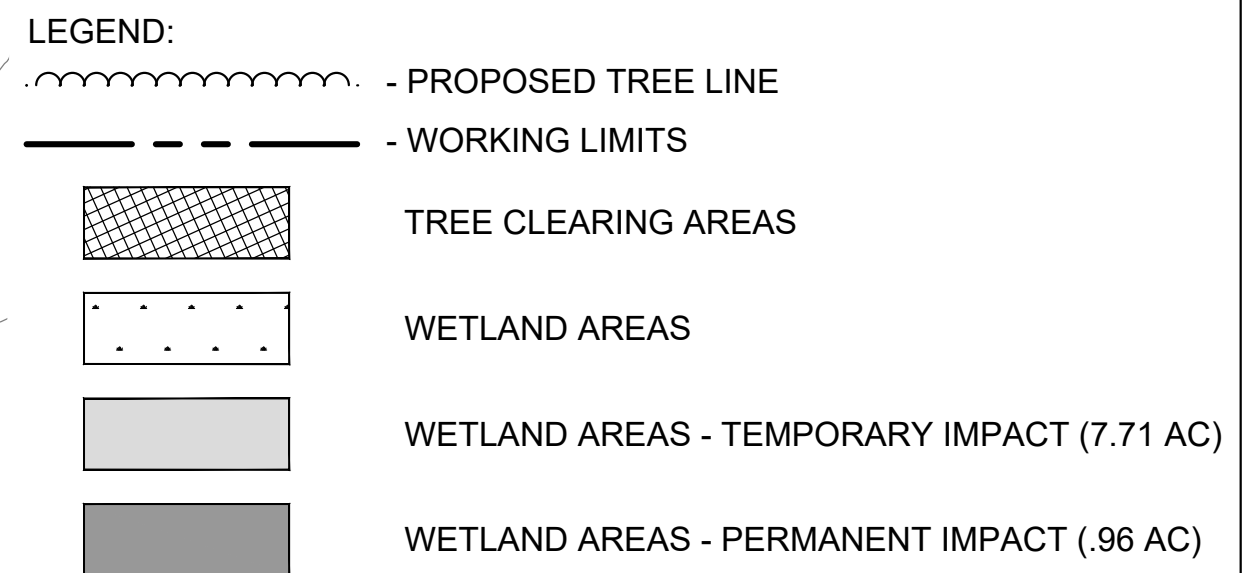 LEGEND:
- PROPOSED TREE LINE
- WORKING LIMITS
TREE CLEARING AREAS
WETLAND AREAS
WETLAND AREAS - TEMPORARY IMPACT (7.71 AC)
WETLAND AREAS - PERMANENT IMPACT (.96 AC)